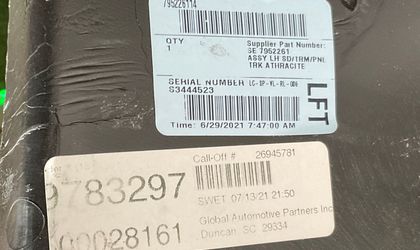 795226114
QTY
1
Supplier Part Number:
SE 7952261
ASSY LH SD/TRM/PNL
TRK ATHRACITE
SERIAL NUMBER
S3444523
LFT
Time: 6/29/2021 7:47:00 AM
Call-Off # 26945781
9783297
SWET 07-13-21 21:50
Global Automotive Partners Inc
00028161
Duncan, SC 29334